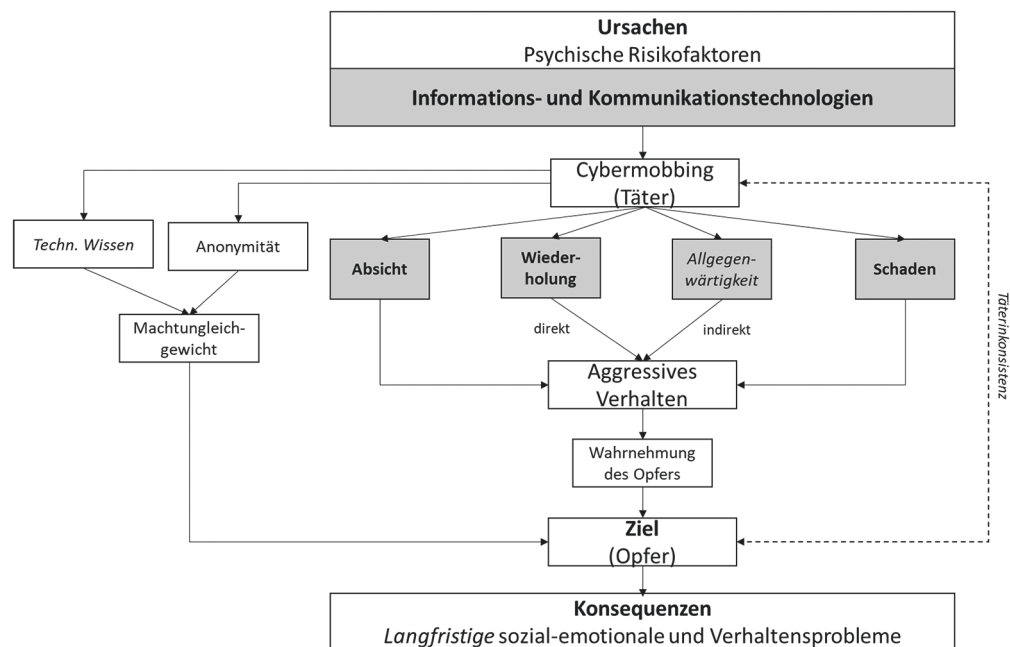 Ursachen
Psychische Risikofaktoren
Informations- und Kommunikationstechnologien
Cybermobbing
(Täter)
Techn. Wissen
Anonymität
Absicht
Wieder-
holung
Allgegen-
wärtigkeit
Schaden
Machtungleich-
gewicht
direkt
indirekt
Täterinkonsistenz
Aggressives
Verhalten
Wahrnehmung
des Opfers
Ziel
(Opfer)
Konsequenzen
Langfristige sozial-emotionale und Verhaltensprobleme